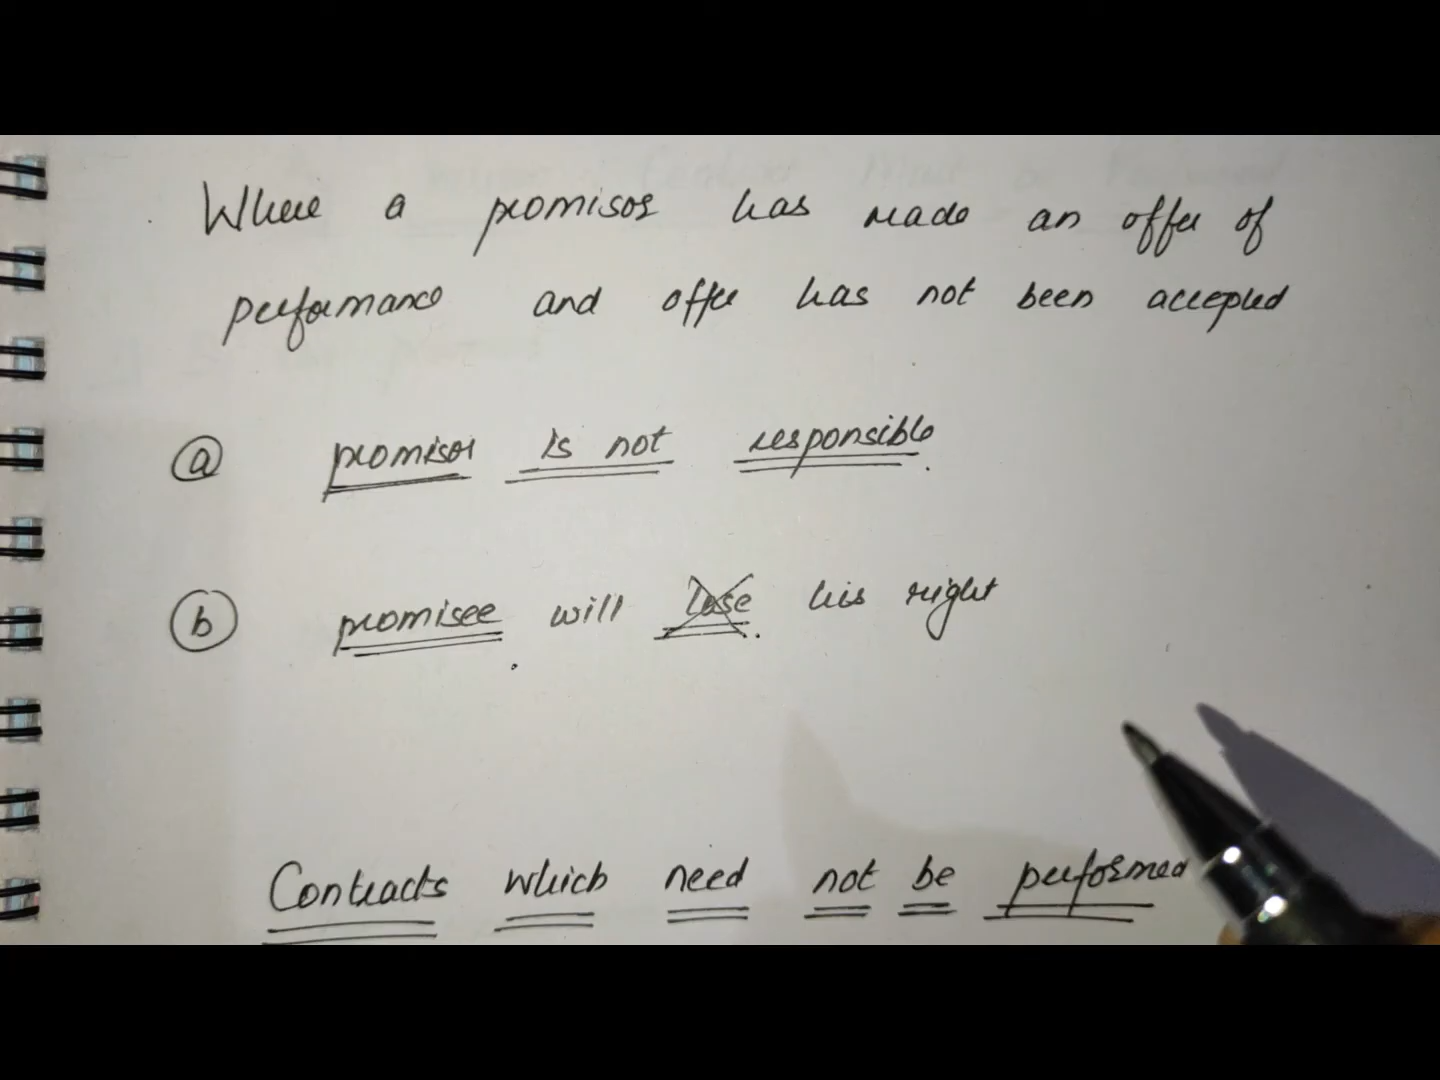 Where a promisor has made an offer of
performance and offer has not been accepted
(a) promisor is not responsible.
(b) promisee will lose his right
Contracts which need not be performed